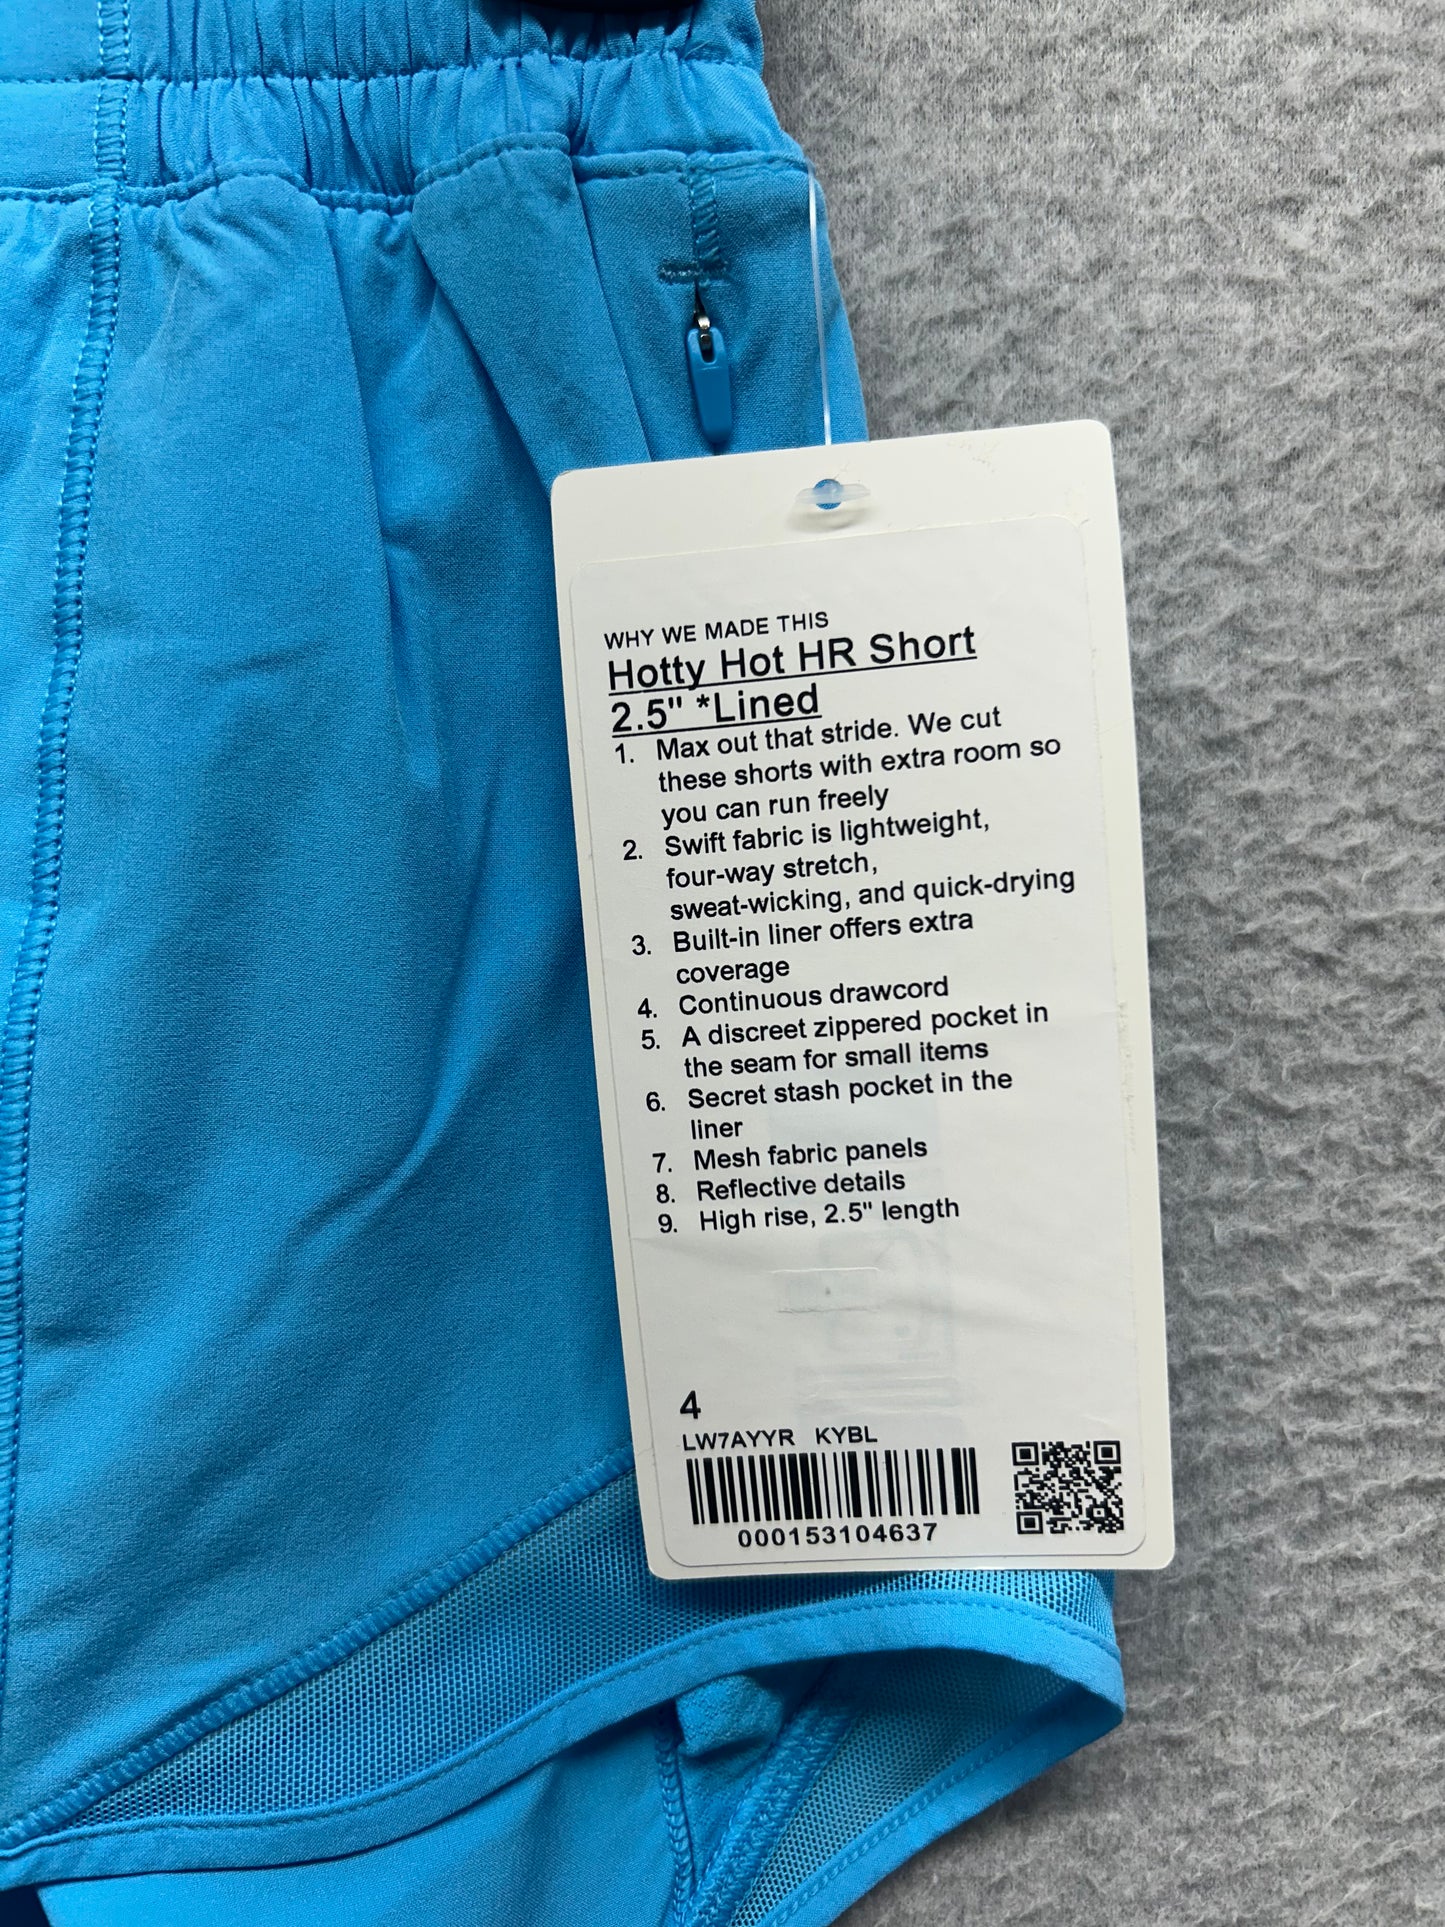 WHY WE MADE THIS
Hotty Hot HR Short
2.5" *Lined
1. Max out that stride. We cut
these shorts with extra room so
you can run freely
2. Swift fabric is lightweight,
four-way stretch,
sweat-wicking, and quick-drying
3. Built-in liner offers extra
coverage
4. Continuous drawcord
5. A discreet zippered pocket in
the seam for small items
6. Secret stash pocket in the
liner
7. Mesh fabric panels
8. Reflective details
9. High rise, 2.5" length
4
LW7AYYR KYBL
000153104637